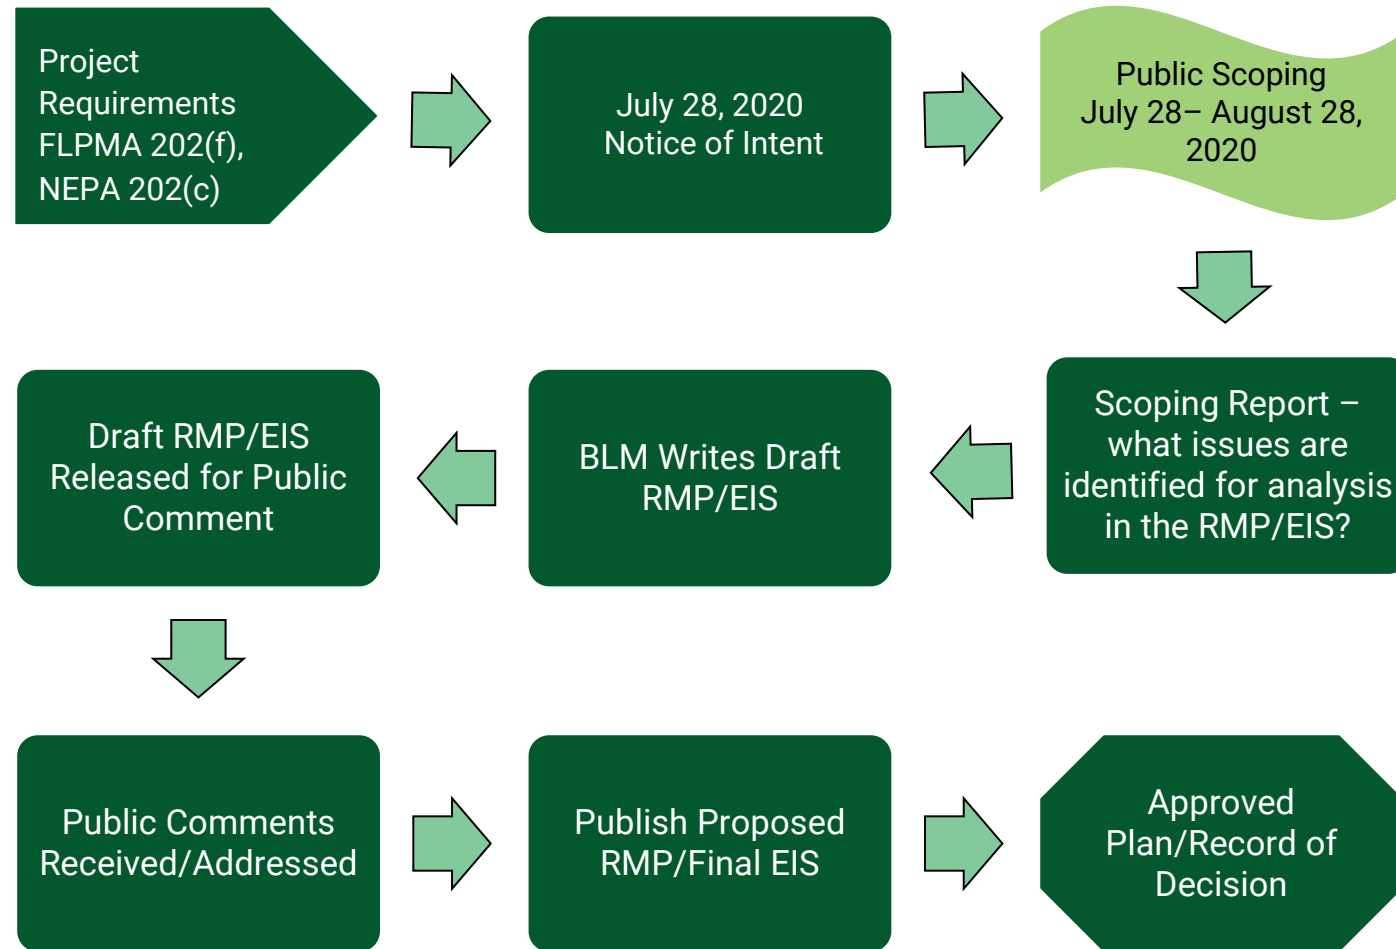 Project
Requirements
FLPMA 202(f),
NEPA 202(c)
July 28, 2020
Notice of Intent
Public Scoping
July 28– August 28,
2020
Scoping Report –
what issues are
identified for analysis
in the RMP/EIS?
BLM Writes Draft
RMP/EIS
Draft RMP/EIS
Released for Public
Comment
Public Comments
Received/Addressed
Publish Proposed
RMP/Final EIS
Approved
Plan/Record of
Decision